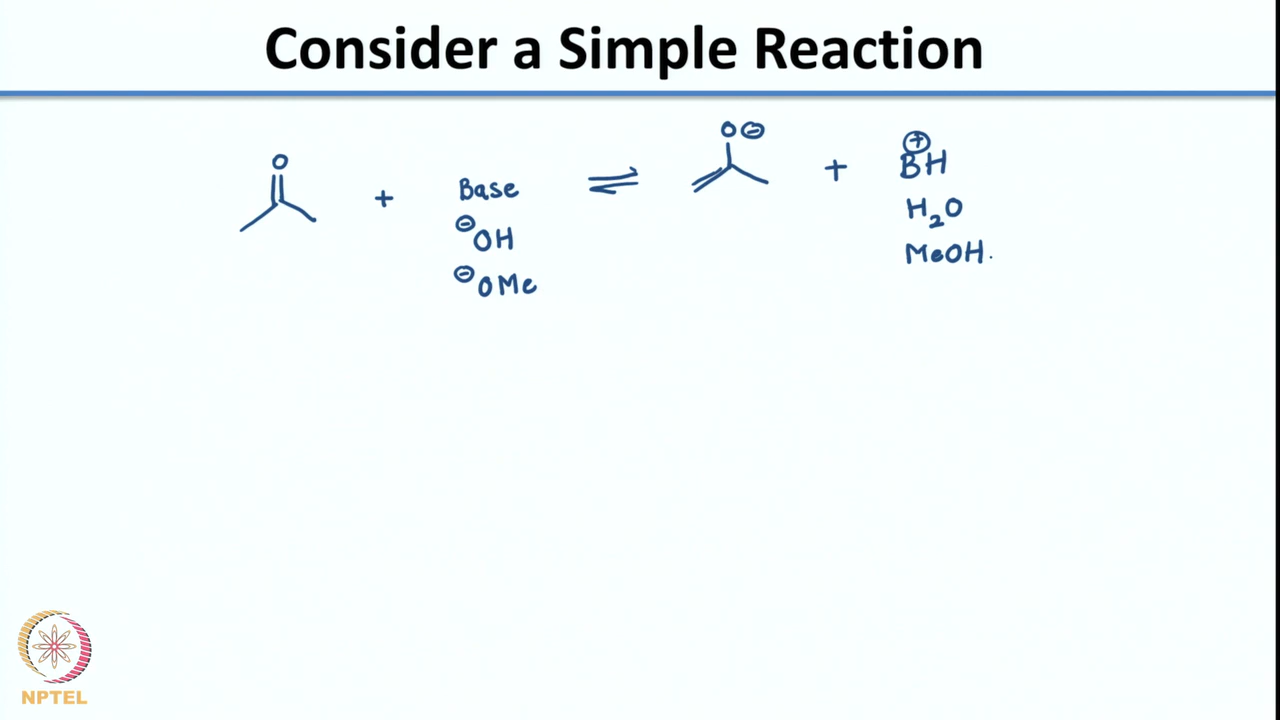 Consider a Simple Reaction
O
+ Base ⇌ + ⊕BH
O⊖
⊖OH
H₂O
⊖OMe
MeOH.
NPTEL